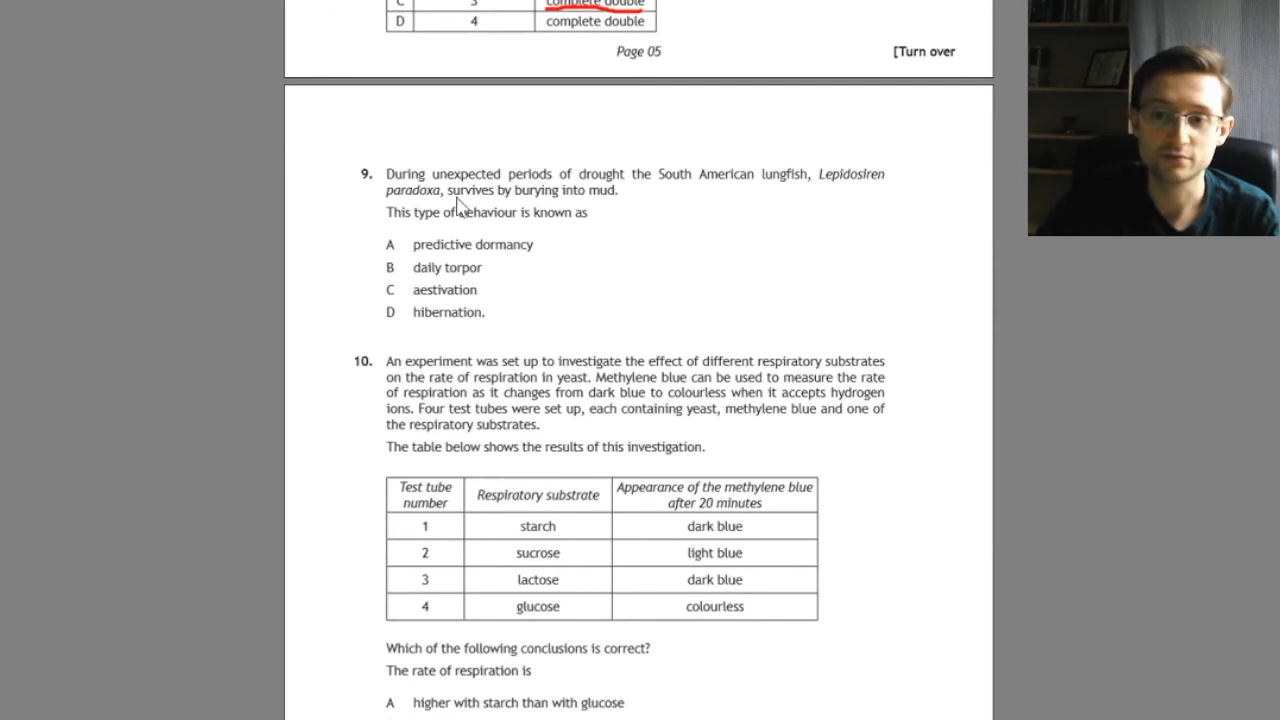 C 3 complete double
D 4 complete double
Page 05 [Turn over
9. During unexpected periods of drought the South American lungfish, Lepidosiren
paradoxa, survives by burying into mud.
This type of behaviour is known as
A predictive dormancy
B daily torpor
C aestivation
D hibernation.
10. An experiment was set up to investigate the effect of different respiratory substrates
on the rate of respiration in yeast. Methylene blue can be used to measure the rate
of respiration as it changes from dark blue to colourless when it accepts hydrogen
ions. Four test tubes were set up, each containing yeast, methylene blue and one of
the respiratory substrates.
The table below shows the results of this investigation.
Test tube
number
Respiratory substrate
Appearance of the methylene blue
after 20 minutes
1 starch dark blue
2 sucrose light blue
3 lactose dark blue
4 glucose colourless
Which of the following conclusions is correct?
The rate of respiration is
A higher with starch than with glucose